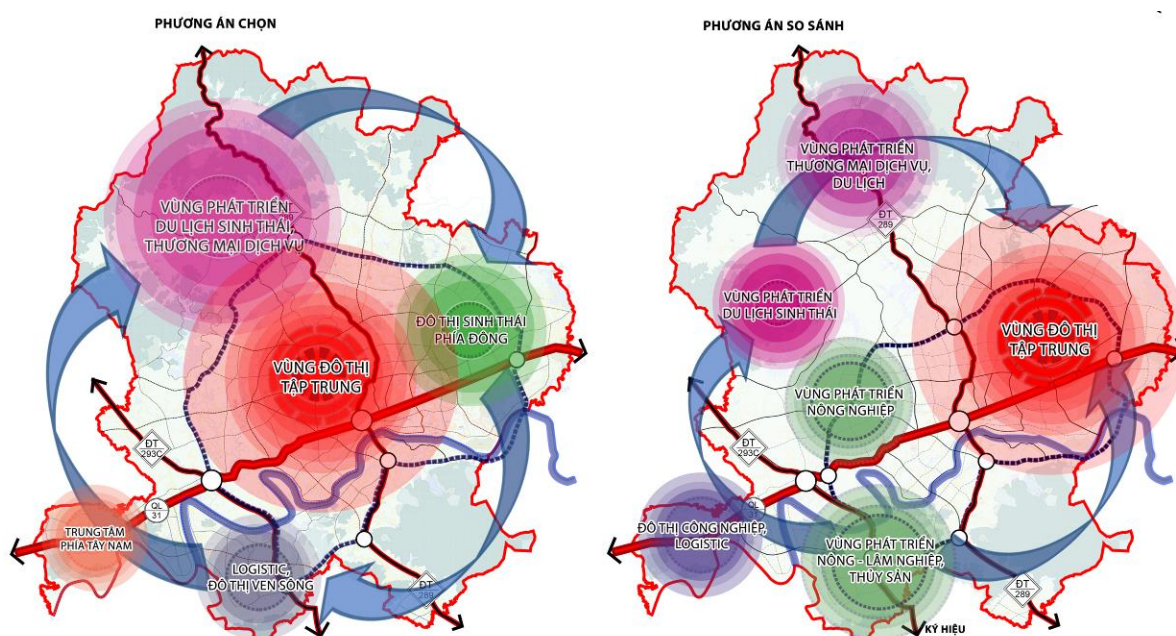 PHƯƠNG ÁN CHỌN
VÙNG PHÁT TRIỂN
DU LỊCH SINH THÁI,
THƯƠNG MẠI DỊCH VỤ
ĐÔ THỊ SINH THÁI
PHÍA ĐÔNG
VÙNG ĐÔ THỊ
TẬP TRUNG
ĐT
293C
QL
31
TRUNG TÂM
PHÍA TÂY NAM
LOGISTIC,
ĐÔ THỊ VEN SÔNG
ĐT
289
PHƯƠNG ÁN SO SÁNH
VÙNG PHÁT TRIỂN
THƯƠNG MẠI DỊCH VỤ,
DU LỊCH
ĐT
289
VÙNG PHÁT TRIỂN
DU LỊCH SINH THÁI
VÙNG ĐÔ THỊ
TẬP TRUNG
VÙNG PHÁT TRIỂN
NÔNG NGHIỆP
ĐT
293C
QL
ĐÔ THỊ CÔNG NGHIỆP,
LOGISTIC
VÙNG PHÁT TRIỂN
NÔNG - LÂM NGHIỆP,
THỦY SẢN
ĐT
289
KÝ HIỆU